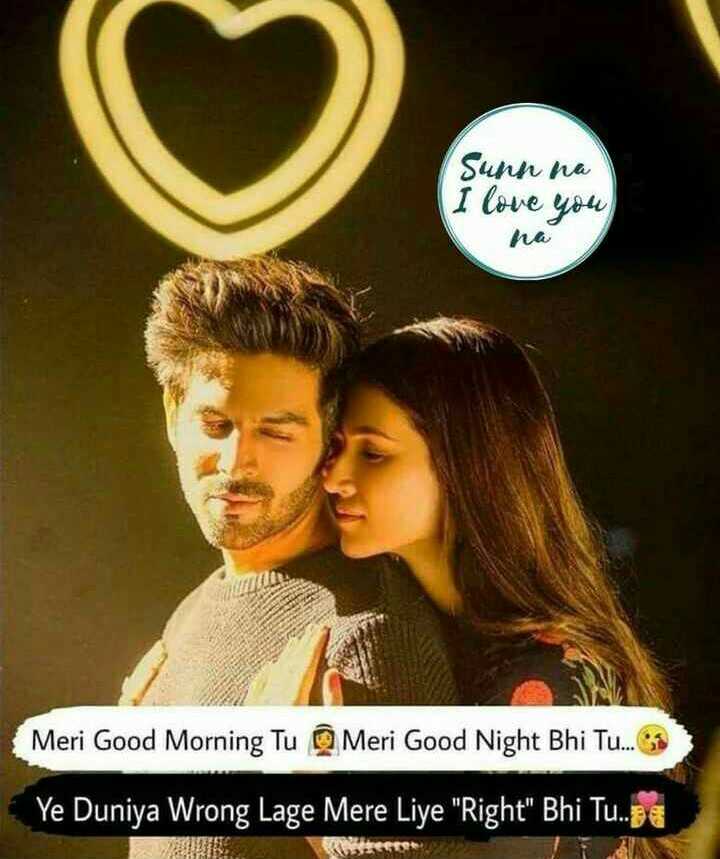 Sunn na
I love you
na
Meri Good Morning Tu 👰 Meri Good Night Bhi Tu...😘
Ye Duniya Wrong Lage Mere Liye "Right" Bhi Tu..💏